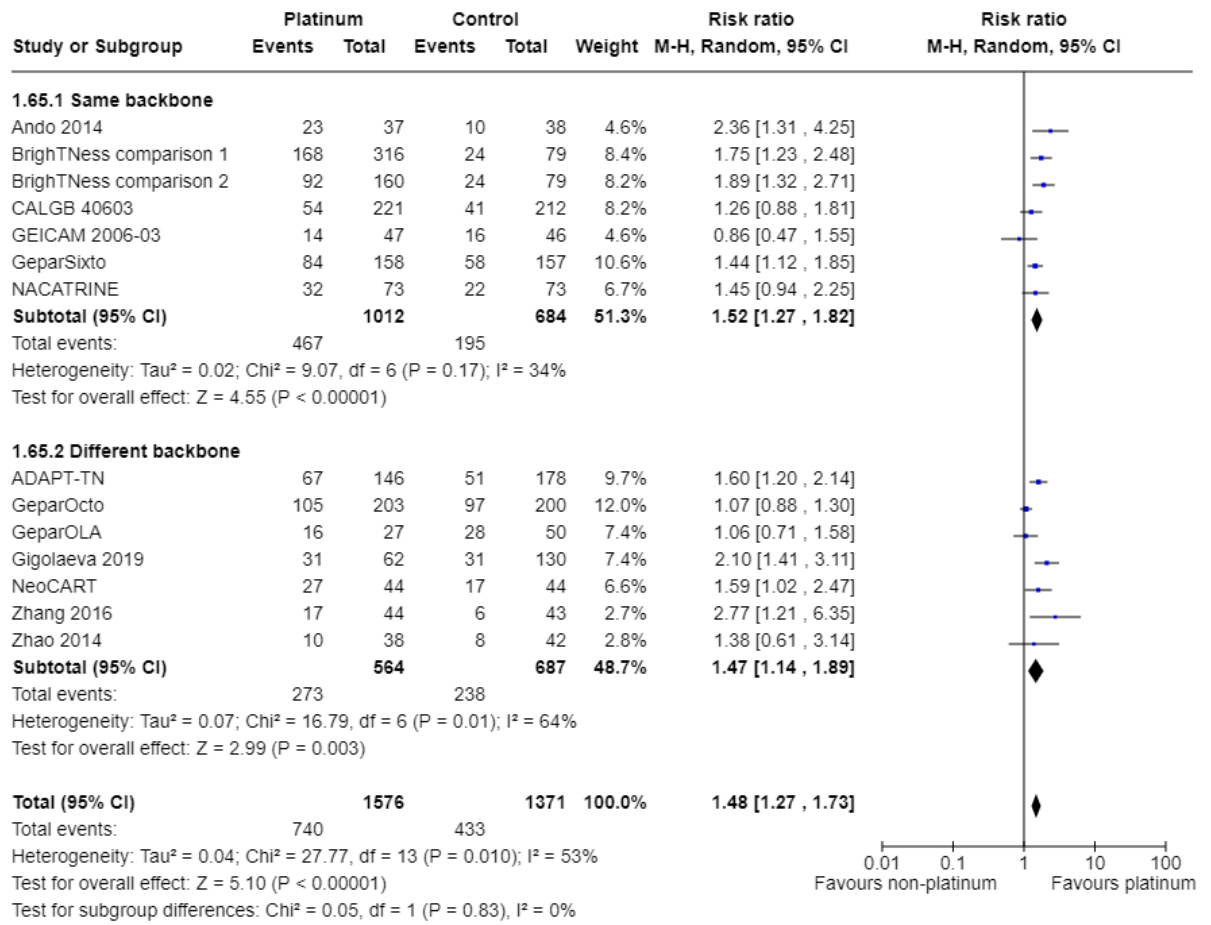 Platinum Control Risk ratio Risk ratio
Study or Subgroup Events Total Events Total Weight M-H, Random, 95% CI M-H, Random, 95% CI
1.65.1 Same backbone
Ando 2014 23 37 10 38 4.6% 2.36 [1.31 , 4.25]
BrighTNess comparison 1 168 316 24 79 8.4% 1.75 [1.23 , 2.48]
BrighTNess comparison 2 92 160 24 79 8.2% 1.89 [1.32 , 2.71]
CALGB 40603 54 221 41 212 8.2% 1.26 [0.88 , 1.81]
GEICAM 2006-03 14 47 16 46 4.6% 0.86 [0.47 , 1.55]
GeparSixto 84 158 58 157 10.6% 1.44 [1.12 , 1.85]
NACATRINE 32 73 22 73 6.7% 1.45 [0.94 , 2.25]
Subtotal (95% CI) 1012 684 51.3% 1.52 [1.27 , 1.82]
Total events: 467 195
Heterogeneity: Tau² = 0.02; Chi² = 9.07, df = 6 (P = 0.17); I² = 34%
Test for overall effect: Z = 4.55 (P < 0.00001)
1.65.2 Different backbone
ADAPT-TN 67 146 51 178 9.7% 1.60 [1.20 , 2.14]
GeparOcto 105 203 97 200 12.0% 1.07 [0.88 , 1.30]
GeparOLA 16 27 28 50 7.4% 1.06 [0.71 , 1.58]
Gigolaeva 2019 31 62 31 130 7.4% 2.10 [1.41 , 3.11]
NeoCART 27 44 17 44 6.6% 1.59 [1.02 , 2.47]
Zhang 2016 17 44 6 43 2.7% 2.77 [1.21 , 6.35]
Zhao 2014 10 38 8 42 2.8% 1.38 [0.61 , 3.14]
Subtotal (95% CI) 564 687 48.7% 1.47 [1.14 , 1.89]
Total events: 273 238
Heterogeneity: Tau² = 0.07; Chi² = 16.79, df = 6 (P = 0.01); I² = 64%
Test for overall effect: Z = 2.99 (P = 0.003)
Total (95% CI) 1576 1371 100.0% 1.48 [1.27 , 1.73]
Total events: 740 433
Heterogeneity: Tau² = 0.04; Chi² = 27.77, df = 13 (P = 0.010); I² = 53%
Test for overall effect: Z = 5.10 (P < 0.00001)
Test for subgroup differences: Chi² = 0.05, df = 1 (P = 0.83), I² = 0%
0.01 0.1 1 10 100
Favours non-platinum Favours platinum